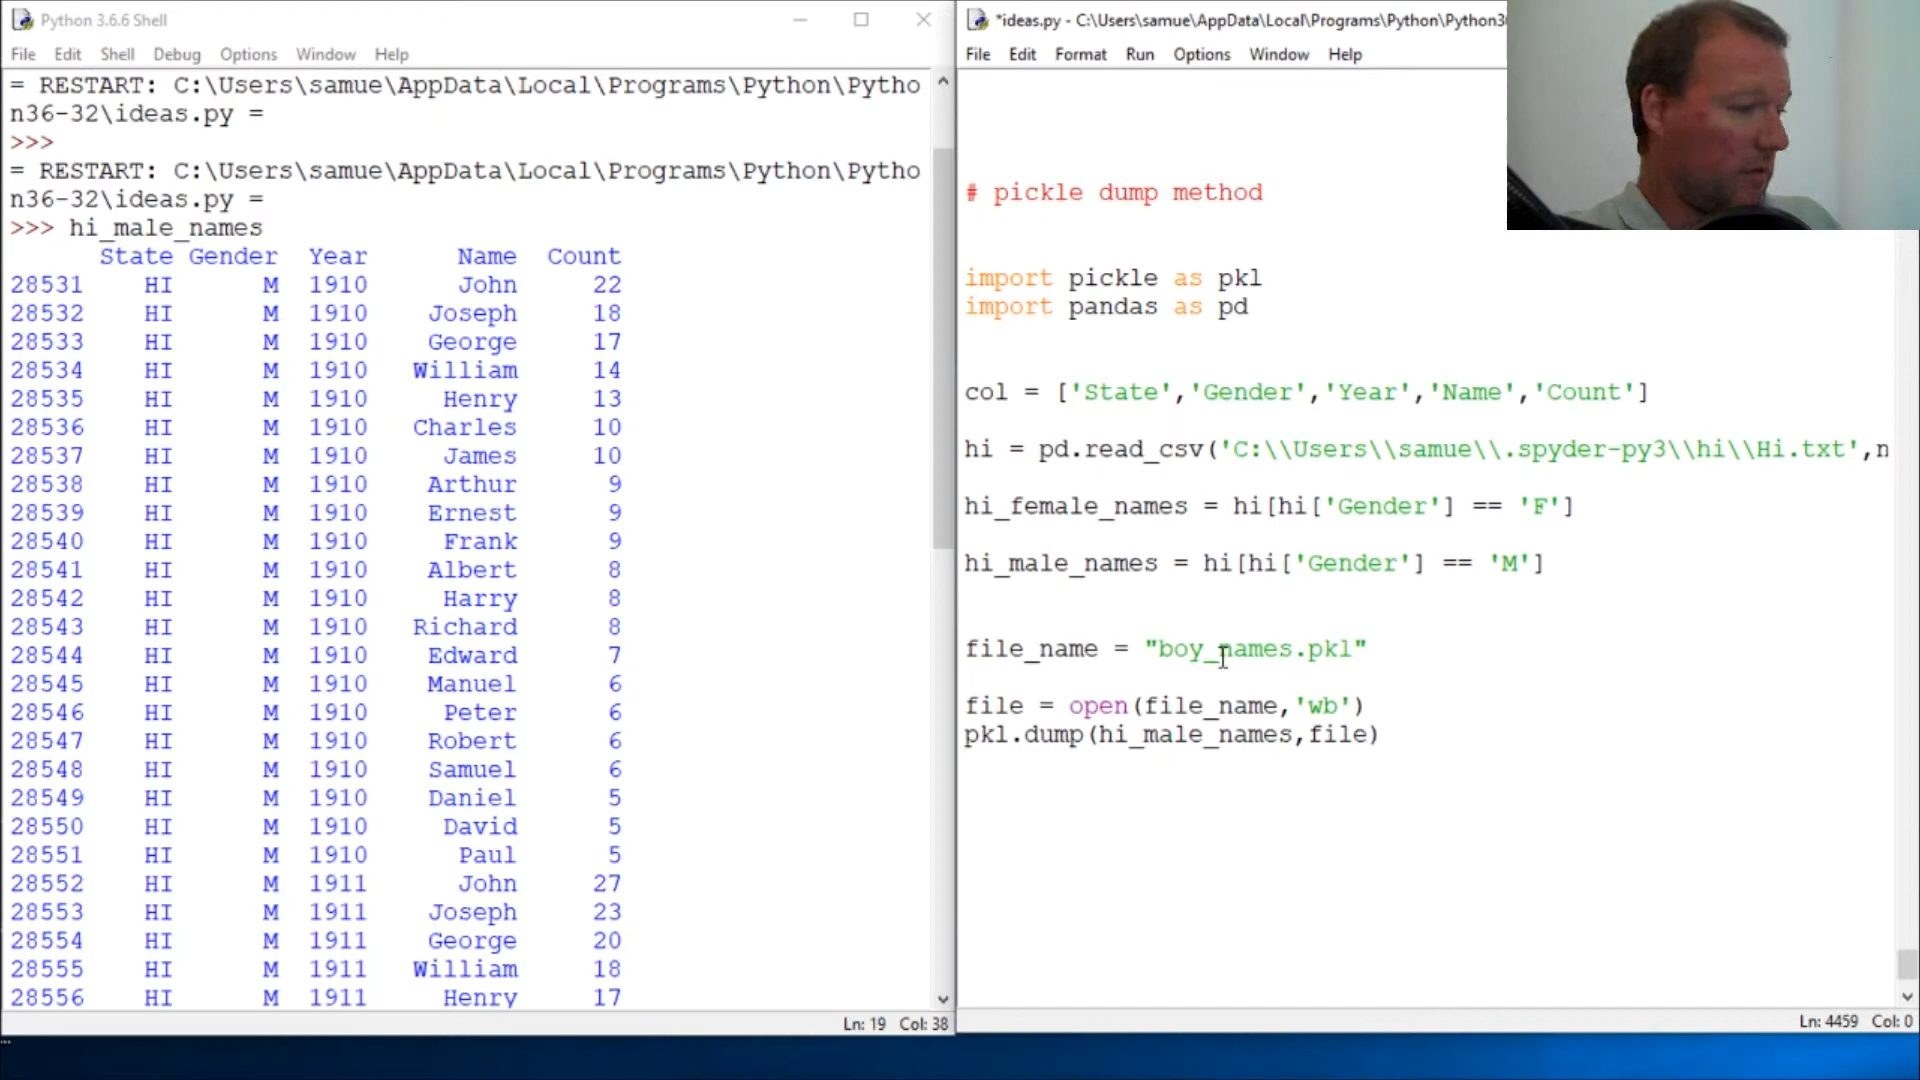 Python 3.6.6 Shell
File Edit Shell Debug Options Window Help
= RESTART: C:\Users\samue\AppData\Local\Programs\Python\Pytho
n36-32\ideas.py =
>>>
= RESTART: C:\Users\samue\AppData\Local\Programs\Python\Pytho
n36-32\ideas.py =
>>> hi_male_names
State Gender Year Name Count
28531 HI M 1910 John 22
28532 HI M 1910 Joseph 18
28533 HI M 1910 George 17
28534 HI M 1910 William 14
28535 HI M 1910 Henry 13
28536 HI M 1910 Charles 10
28537 HI M 1910 James 10
28538 HI M 1910 Arthur 9
28539 HI M 1910 Ernest 9
28540 HI M 1910 Frank 9
28541 HI M 1910 Albert 8
28542 HI M 1910 Harry 8
28543 HI M 1910 Richard 8
28544 HI M 1910 Edward 7
28545 HI M 1910 Manuel 6
28546 HI M 1910 Peter 6
28547 HI M 1910 Robert 6
28548 HI M 1910 Samuel 6
28549 HI M 1910 Daniel 5
28550 HI M 1910 David 5
28551 HI M 1910 Paul 5
28552 HI M 1911 John 27
28553 HI M 1911 Joseph 23
28554 HI M 1911 George 20
28555 HI M 1911 William 18
28556 HI M 1911 Henry 17
Ln: 19 Col: 38
*ideas.py - C:\Users\samue\AppData\Local\Programs\Python\Python3
File Edit Format Run Options Window Help
# pickle dump method
import pickle as pkl
import pandas as pd
col = ['State','Gender','Year','Name','Count']
hi = pd.read_csv('C:\\Users\\samue\\.spyder-py3\\hi\\Hi.txt',n
hi_female_names = hi[hi['Gender'] == 'F']
hi_male_names = hi[hi['Gender'] == 'M']
file_name = "boy_names.pkl"
file = open(file_name,'wb')
pkl.dump(hi_male_names,file)
Ln: 4459 Col: 0